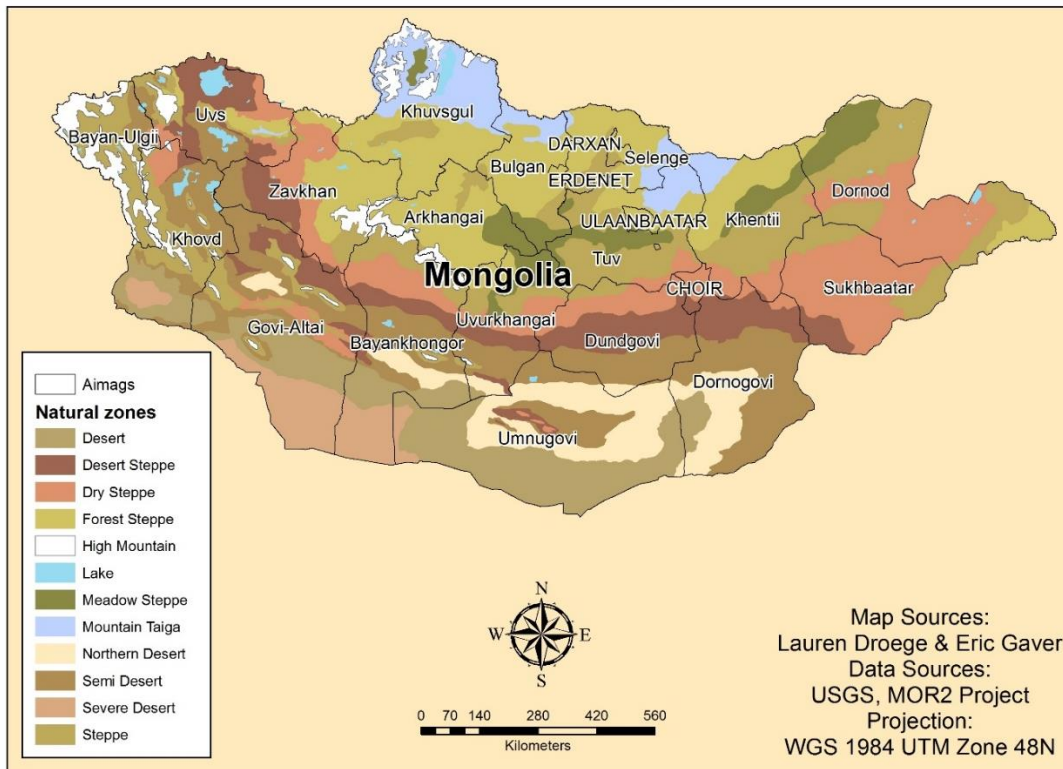 Khuvsgul
Uvs
Bayan-Ulgii
DARXAN
Bulgan
Selenge
ERDENET
Zavkhan
Dornod
Arkhangai
ULAANBAATAR
Khentii
Khovd
Tuv
Mongolia
CHOIR
Sukhbaatar
Uvurkhangai
Govi-Altai
Bayankhongor
Dundgovi
Dornogovi
Umnugovi
Aimags
Natural zones
Desert
Desert Steppe
Dry Steppe
Forest Steppe
High Mountain
Lake
Meadow Steppe
Mountain Taiga
Northern Desert
Semi Desert
Severe Desert
Steppe
N
W E
S
0 70 140 280 420 560
Kilometers
Map Sources:
Lauren Droege & Eric Gaver
Data Sources:
USGS, MOR2 Project
Projection:
WGS 1984 UTM Zone 48N